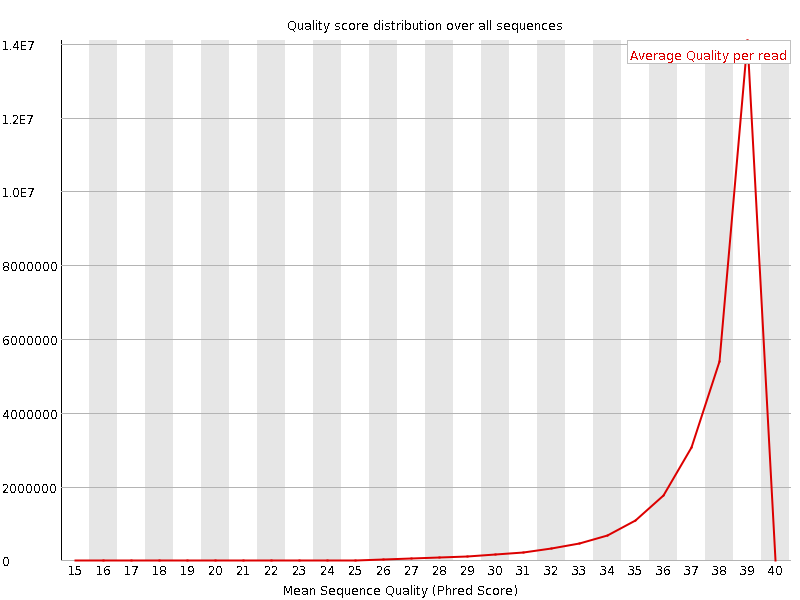 Quality score distribution over all sequences
Average Quality per read
1.4E7
1.2E7
1.0E7
8000000
6000000
4000000
2000000
0
15 16 17 18 19 20 21 22 23 24 25 26 27 28 29 30 31 32 33 34 35 36 37 38 39 40
Mean Sequence Quality (Phred Score)